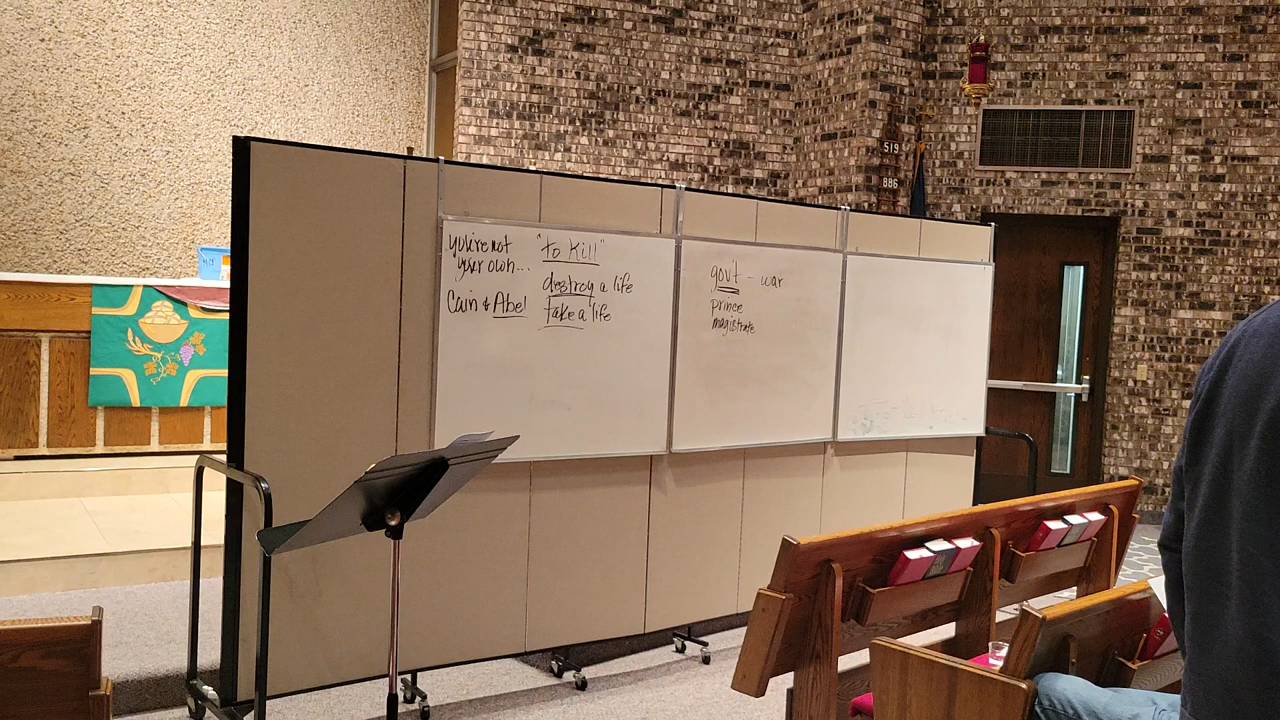 519
886
you're not
your own...
Cain & Abel
"to kill"
destroy a life
take a life
gov't - war
prince
magistrate